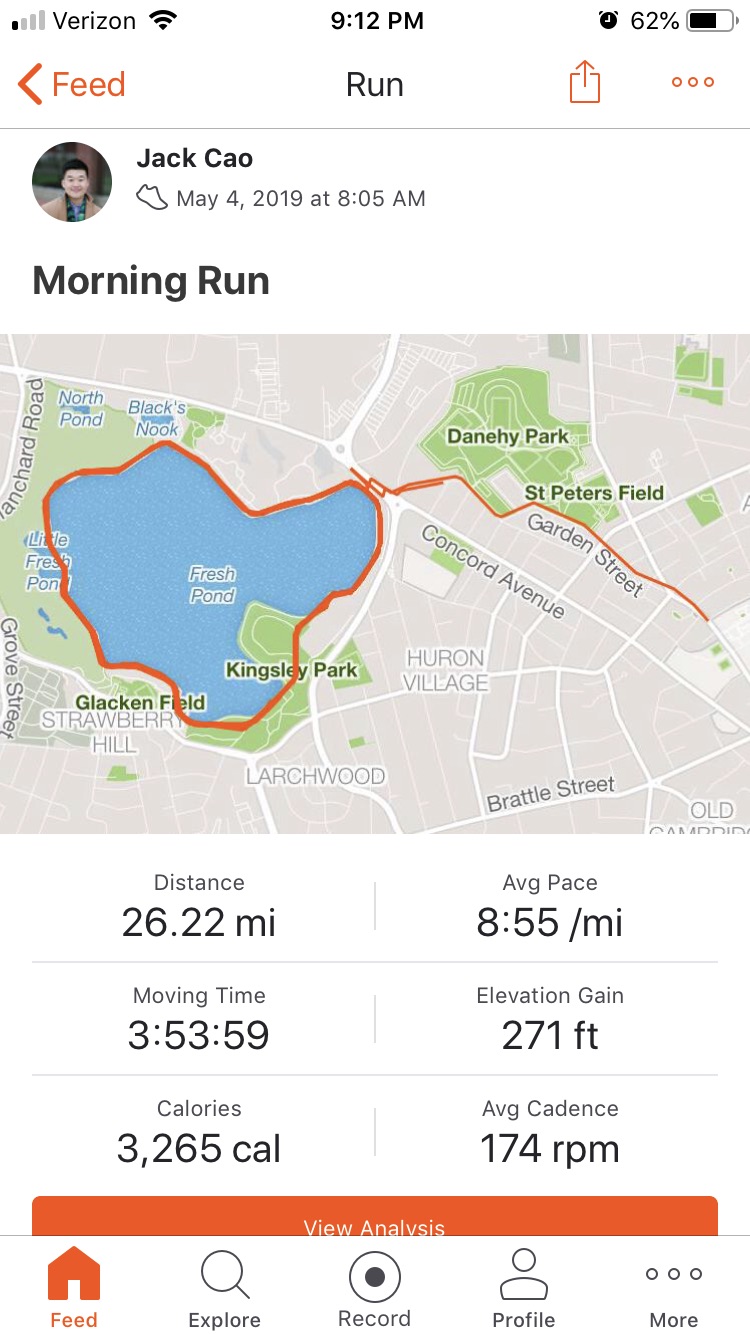 Verizon 9:12 PM 62%
Feed Run
Jack Cao
May 4, 2019 at 8:05 AM
Morning Run
North
Pond
Black's
Nook
Danehy Park
St Peters Field
Garden Street
Concord Avenue
Little
Fresh
Pond
Fresh
Pond
Grove Street
Kingsley Park
HURON
VILLAGE
Glacken Field
STRAWBERRY
HILL
LARCHWOOD
Brattle Street
OLD
Distance Avg Pace
26.22 mi 8:55 /mi
Moving Time Elevation Gain
3:53:59 271 ft
Calories Avg Cadence
3,265 cal 174 rpm
View Analysis
Feed Explore Record Profile More